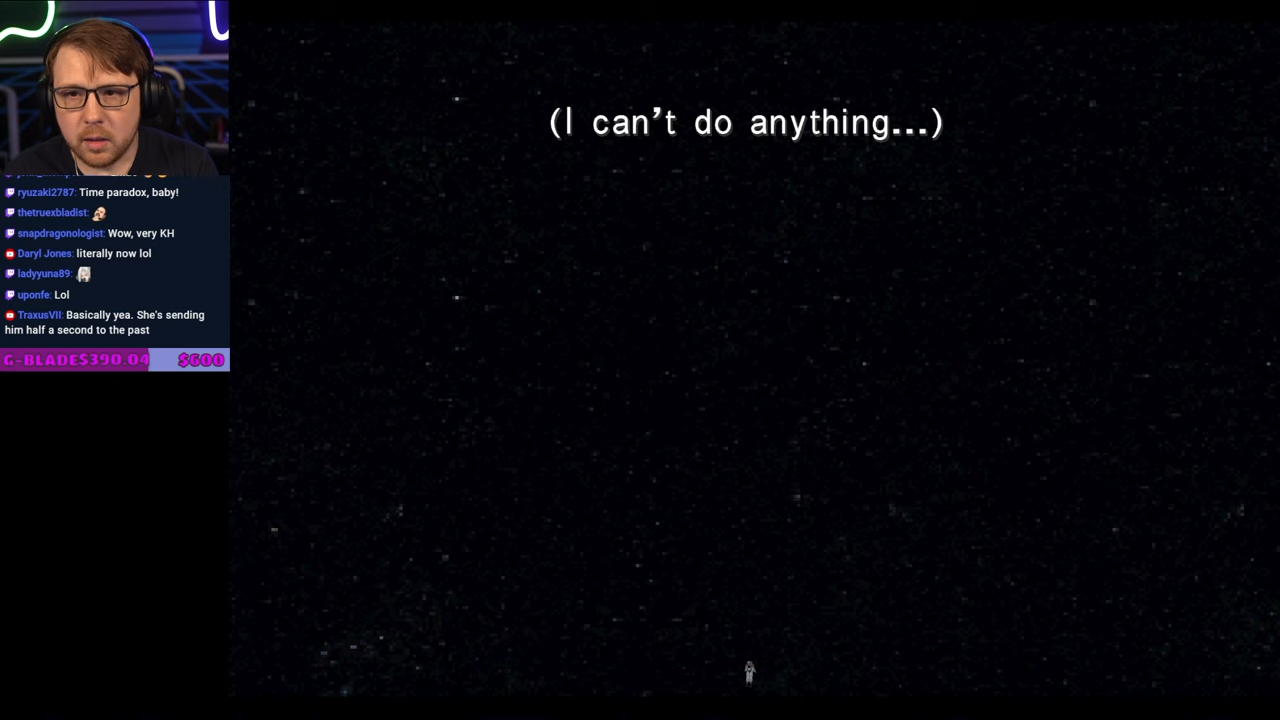 (I can't do anything...)
ryuzaki2787: Time paradox, baby!
thetruexbladist:
snapdragonologist: Wow, very KH
Daryl Jones: literally now lol
ladyyuna89:
uponfe: Lol
TraxusVII: Basically yea. She's sending
him half a second to the past
G-BLADE$390.04 $600